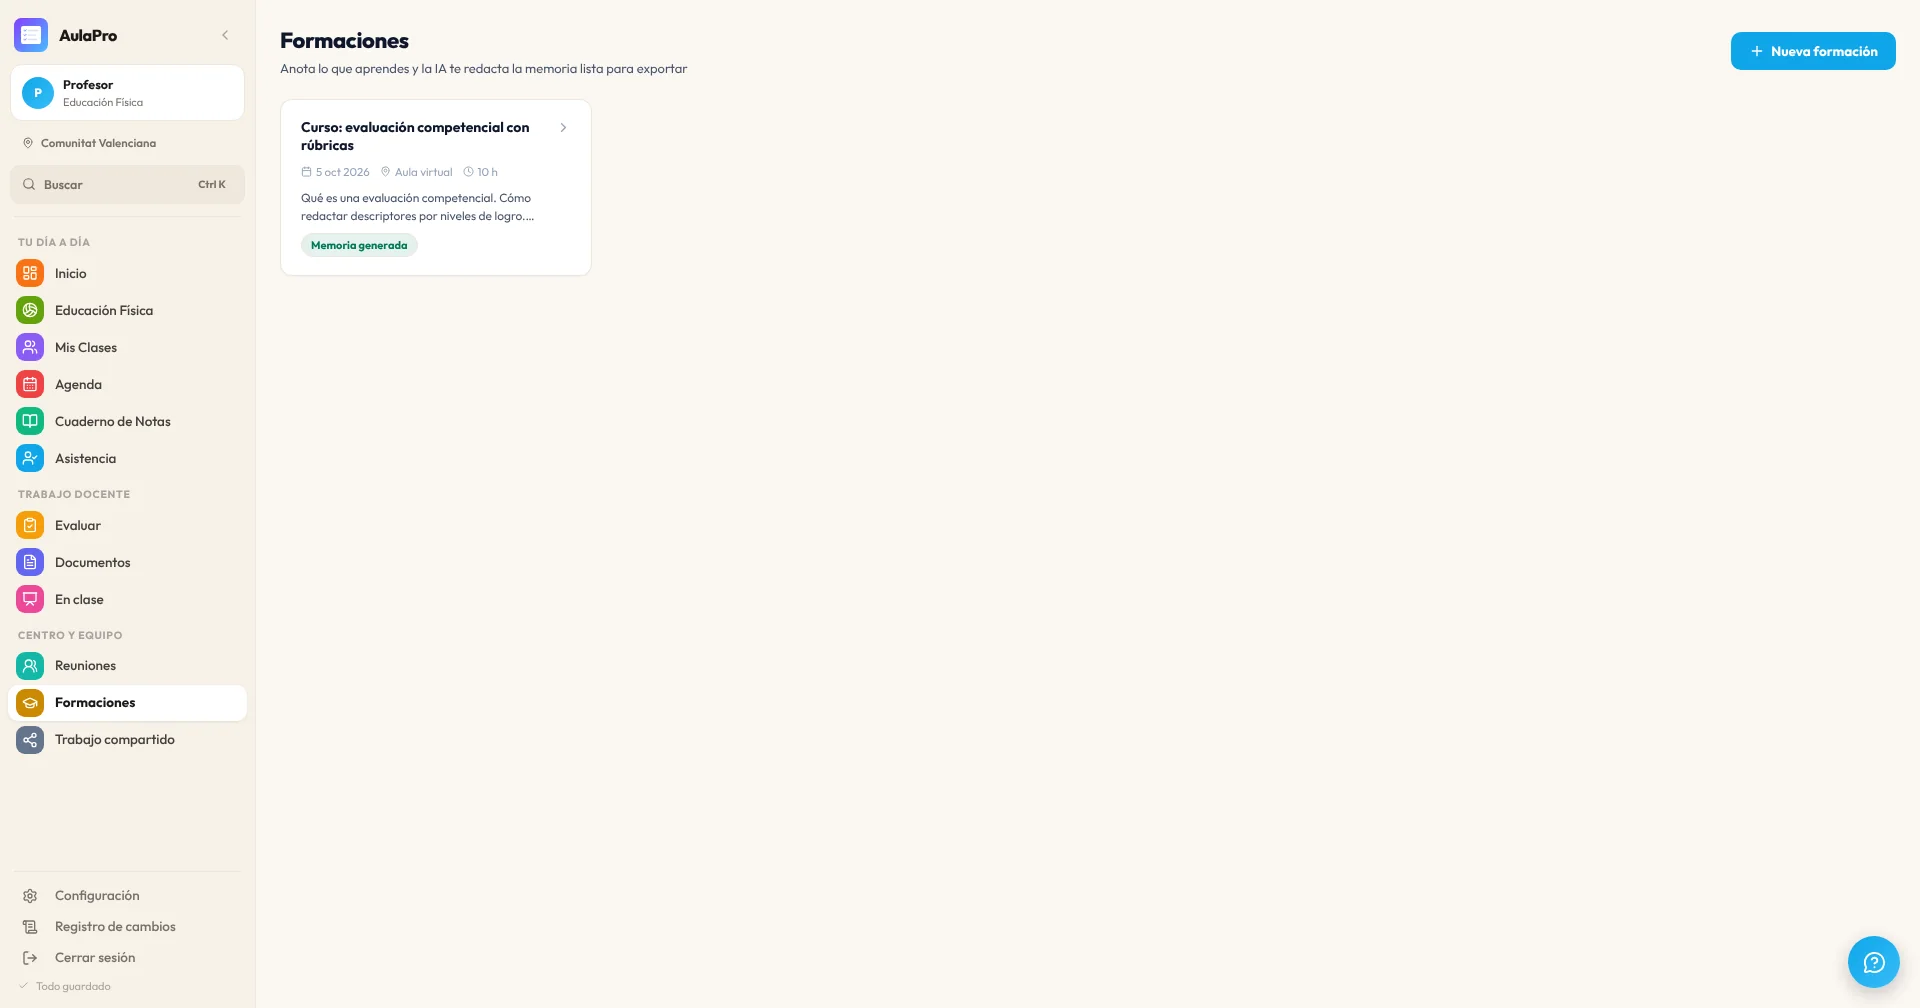 AulaPro
P
Profesor
Educación Física
Comunitat Valenciana
Buscar
Ctrl K
TU DÍA A DÍA
Inicio
Educación Física
Mis Clases
Agenda
Cuaderno de Notas
Asistencia
TRABAJO DOCENTE
Evaluar
Documentos
En clase
CENTRO Y EQUIPO
Reuniones
Formaciones
Trabajo compartido
Configuración
Registro de cambios
Cerrar sesión
Todo guardado
Formaciones
Anota lo que aprendes y la IA te redacta la memoria lista para exportar
Nueva formación
Curso: evaluación competencial con
rúbricas
5 oct 2026 Aula virtual 10 h
Qué es una evaluación competencial. Cómo
redactar descriptores por niveles de logro.…
Memoria generada